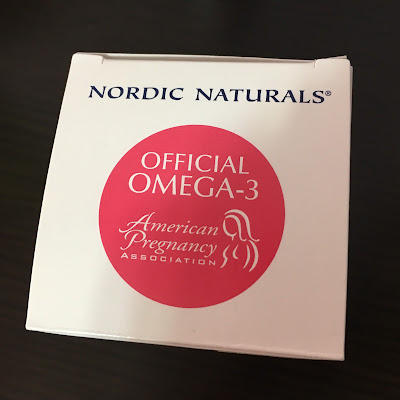 NORDIC NATURALS®
OFFICIAL
OMEGA-3
American
Pregnancy
ASSOCIATION